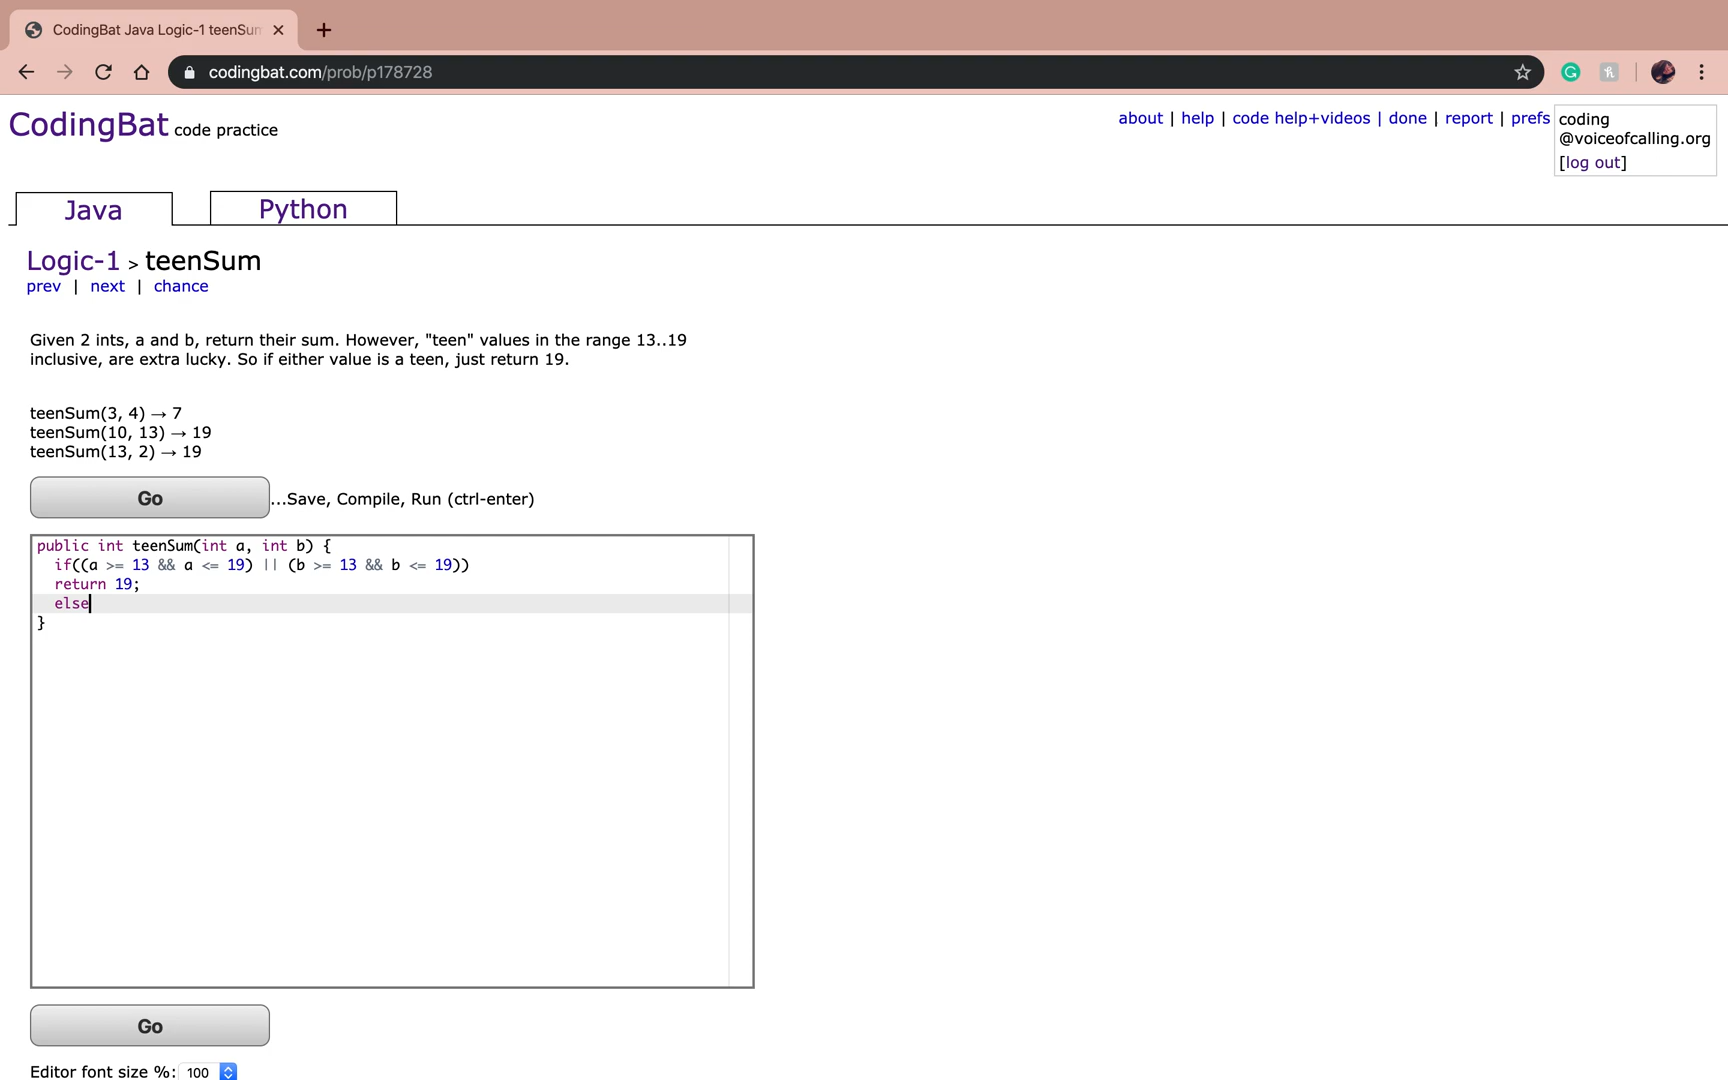 CodingBat Java Logic-1 teenSum
codingbat.com/prob/p178728
CodingBat code practice
about | help | code help+videos | done | report | prefs
coding
@voiceofcalling.org
[log out]
Java
Python
Logic-1 > teenSum
prev | next | chance
Given 2 ints, a and b, return their sum. However, "teen" values in the range 13..19
inclusive, are extra lucky. So if either value is a teen, just return 19.
teenSum(3, 4) → 7
teenSum(10, 13) → 19
teenSum(13, 2) → 19
Go
...Save, Compile, Run (ctrl-enter)
public int teenSum(int a, int b) {
if((a >= 13 && a <= 19) || (b >= 13 && b <= 19))
return 19;
else
}
Go
Editor font size %: 100